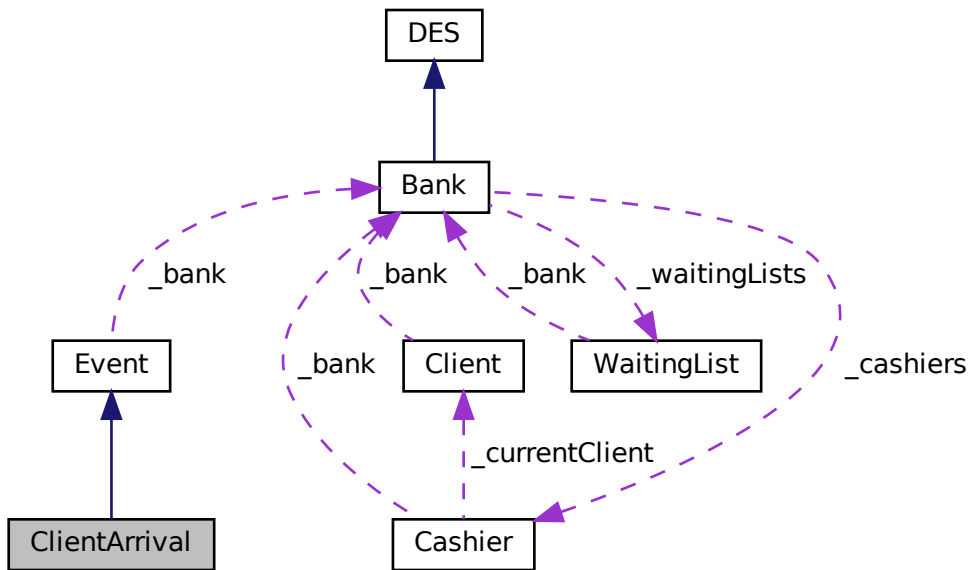 DES
Bank
_bank
_bank
_bank
_waitingLists
Event
Client
WaitingList
_bank
_cashiers
_currentClient
ClientArrival
Cashier